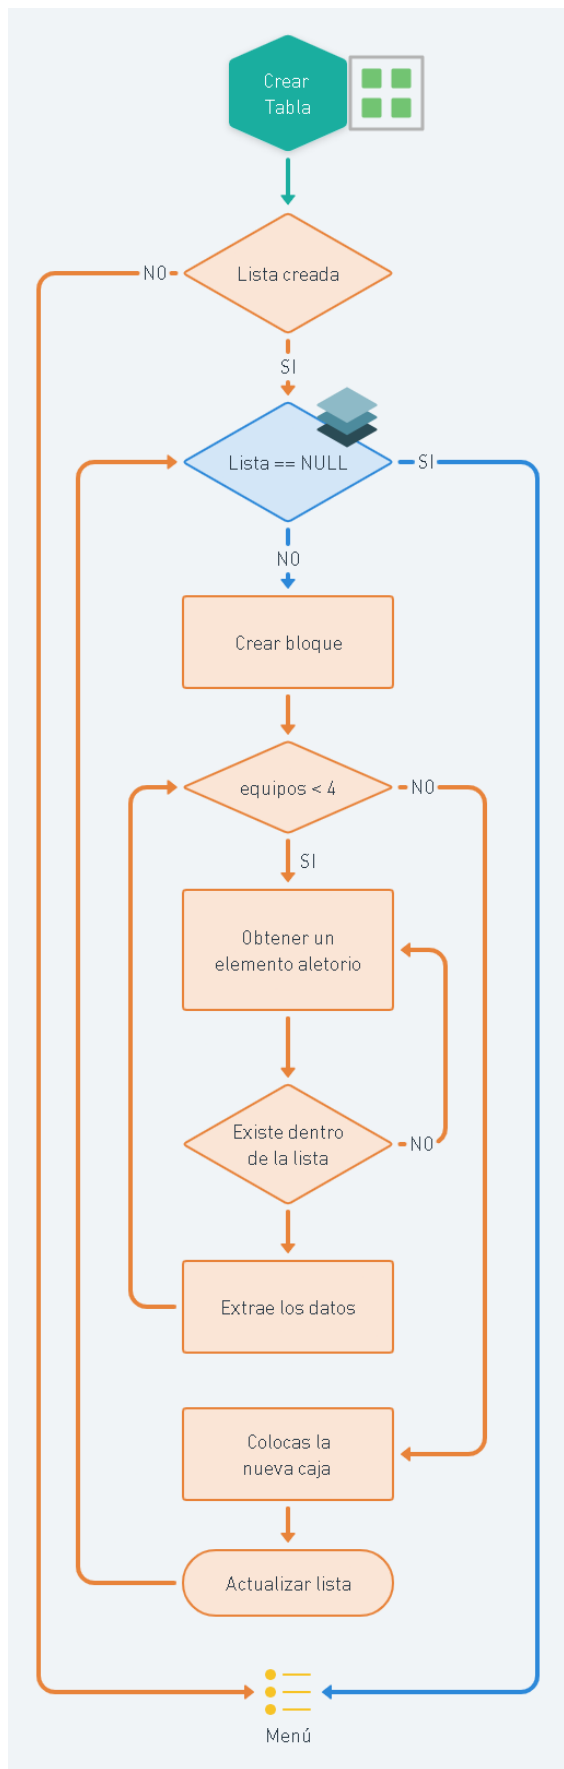 Crear
Tabla
Lista creada
NO
SI
Lista == NULL
SI
NO
Crear bloque
equipos < 4
NO
SI
Obtener un
elemento aletorio
Existe dentro
de la lista
NO
Extrae los datos
Colocas la
nueva caja
Actualizar lista
Menú